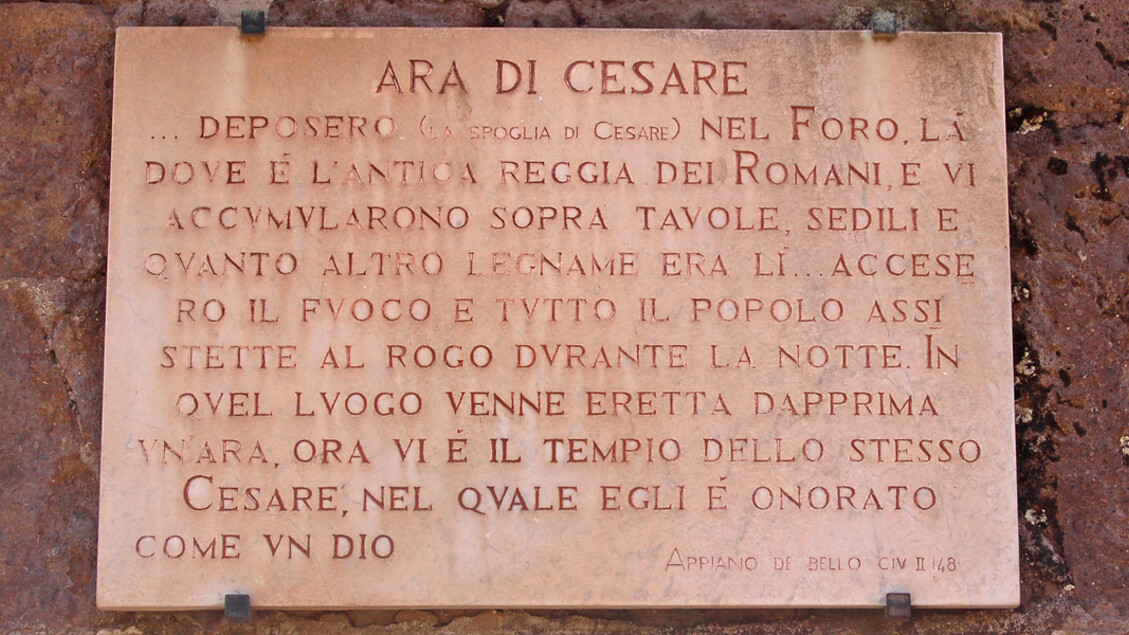 ARA DI CESARE
... DEPOSERO (LA SPOGLIA DI CESARE) NEL FORO, LÁ
DOVE É L'ANTICA REGGIA DEI ROMANI, E VI
ACCVMVLARONO SOPRA TAVOLE, SEDILI E
QVANTO ALTRO LEGNAME ERA LÍ... ACCESE
RO IL FVOCO E TVTTO IL POPOLO ASSI
STETTE AL ROGO DVRANTE LA NOTTE. IN
QVEL LVOGO VENNE ERETTA DAPPRIMA
VN'ARA, ORA VI É IL TEMPIO DELLO STESSO
CESARE, NEL QVALE EGLI É ONORATO
COME VN DIO
APPIANO DE BELLO CIV II 148